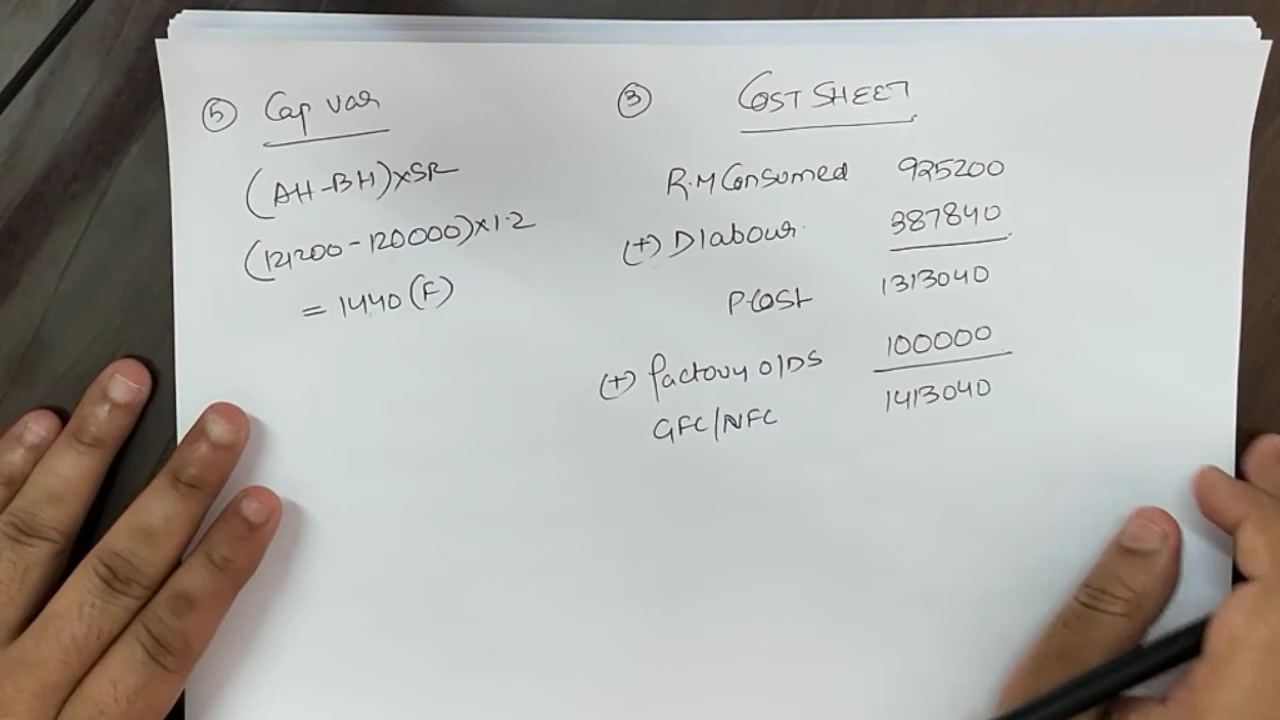 ⑤ Cap var
(AH-BH)×SR
(121200-120000)×1.2
= 1440 (F)
③ COST SHEET
R.M Consumed 925200
(+) D labour 387840
P.Cost 1313040
(+) factory O/DS 100000
GFC/NFC 1413040